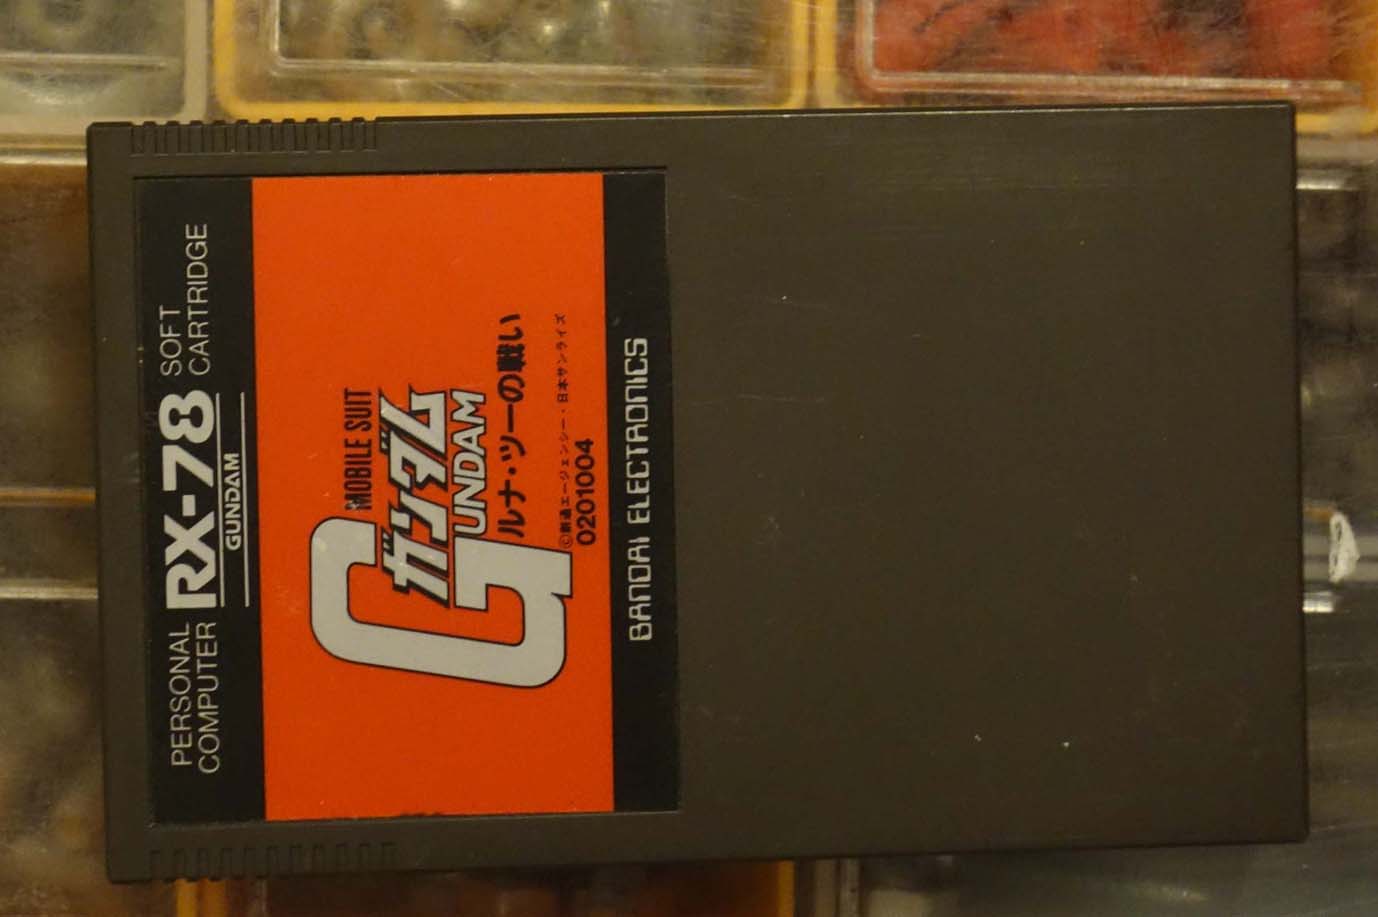 PERSONAL
COMPUTER
RX-78
GUNDAM
SOFT
CARTRIDGE
MOBILE SUIT
ガンダム
GUNDAM
ルナ・ツーの戦い
©創通エージェンシー・日本サンライズ
0201004
BANDAI ELECTRONICS